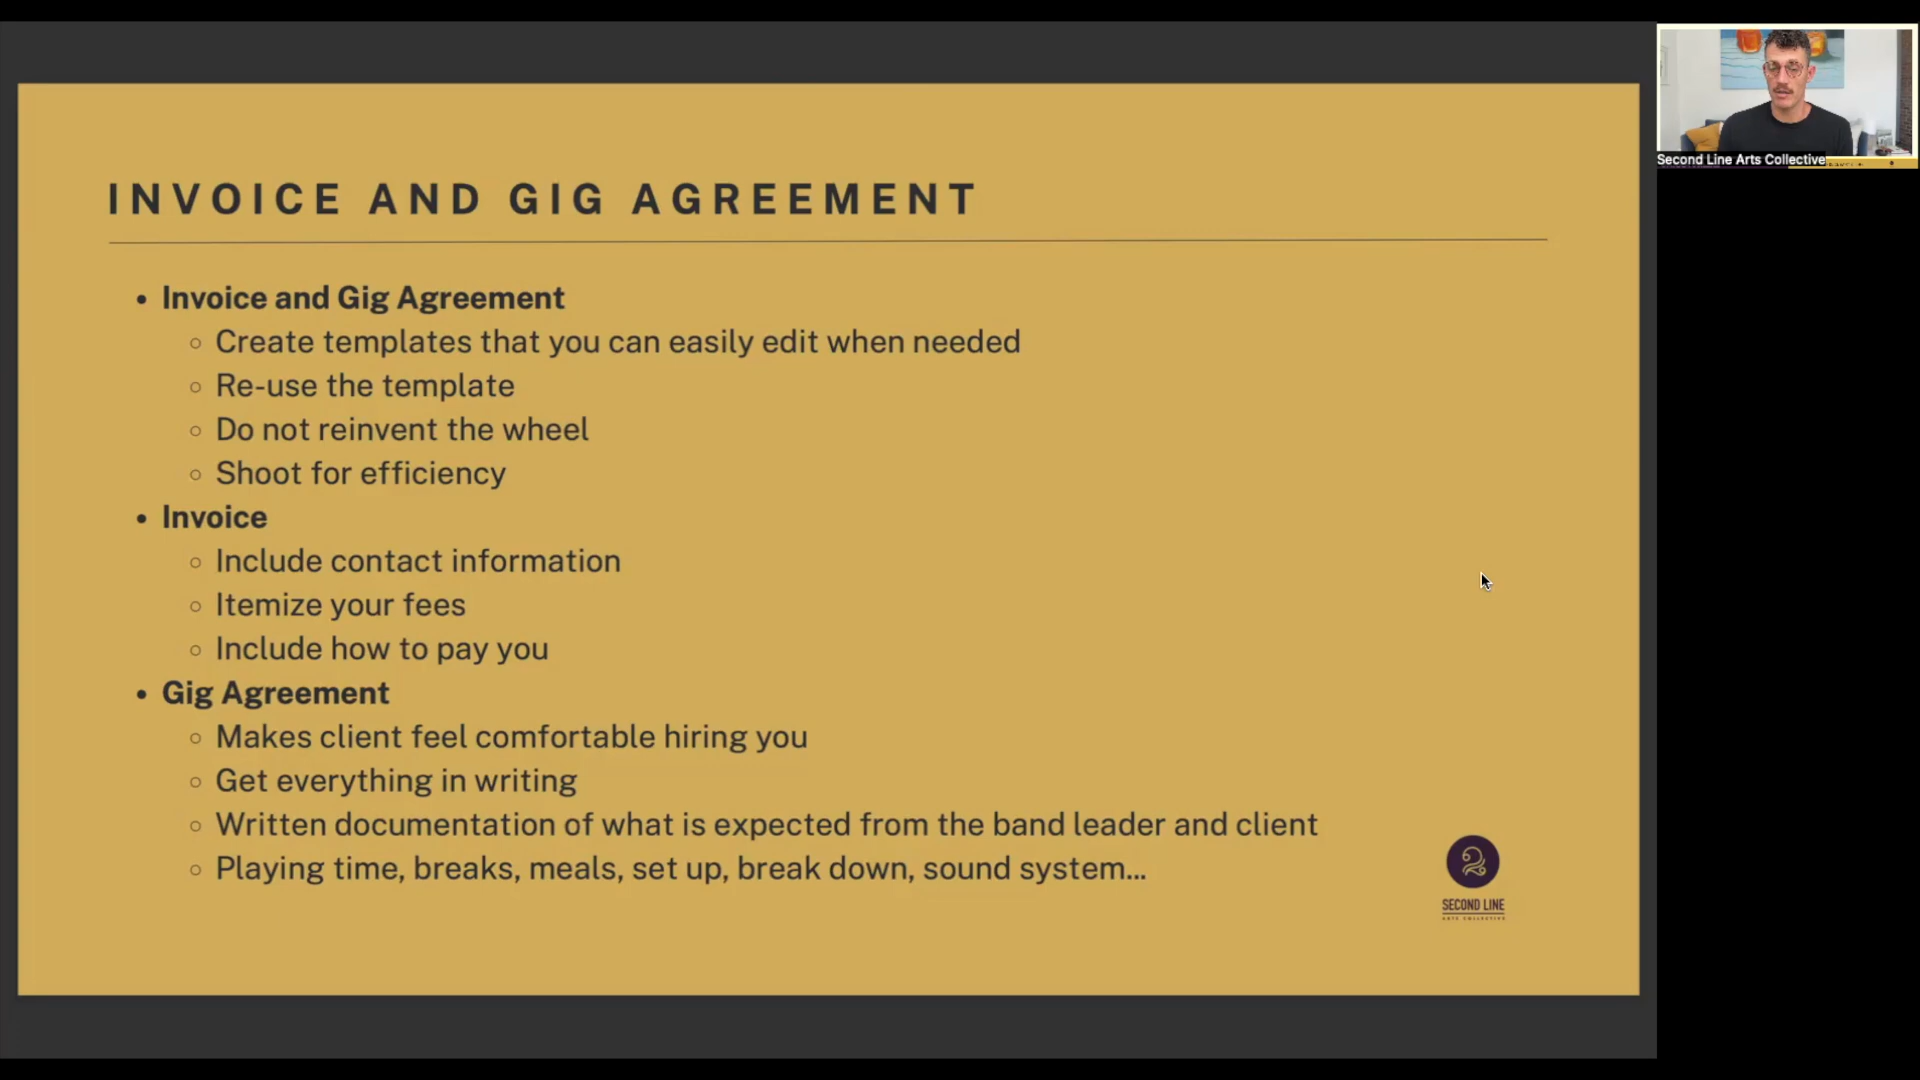 INVOICE AND GIG AGREEMENT
• Invoice and Gig Agreement
○ Create templates that you can easily edit when needed
○ Re-use the template
○ Do not reinvent the wheel
○ Shoot for efficiency
• Invoice
○ Include contact information
○ Itemize your fees
○ Include how to pay you
• Gig Agreement
○ Makes client feel comfortable hiring you
○ Get everything in writing
○ Written documentation of what is expected from the band leader and client
○ Playing time, breaks, meals, set up, break down, sound system...
SECOND LINE
ARTS COLLECTIVE
Second Line Arts Collective